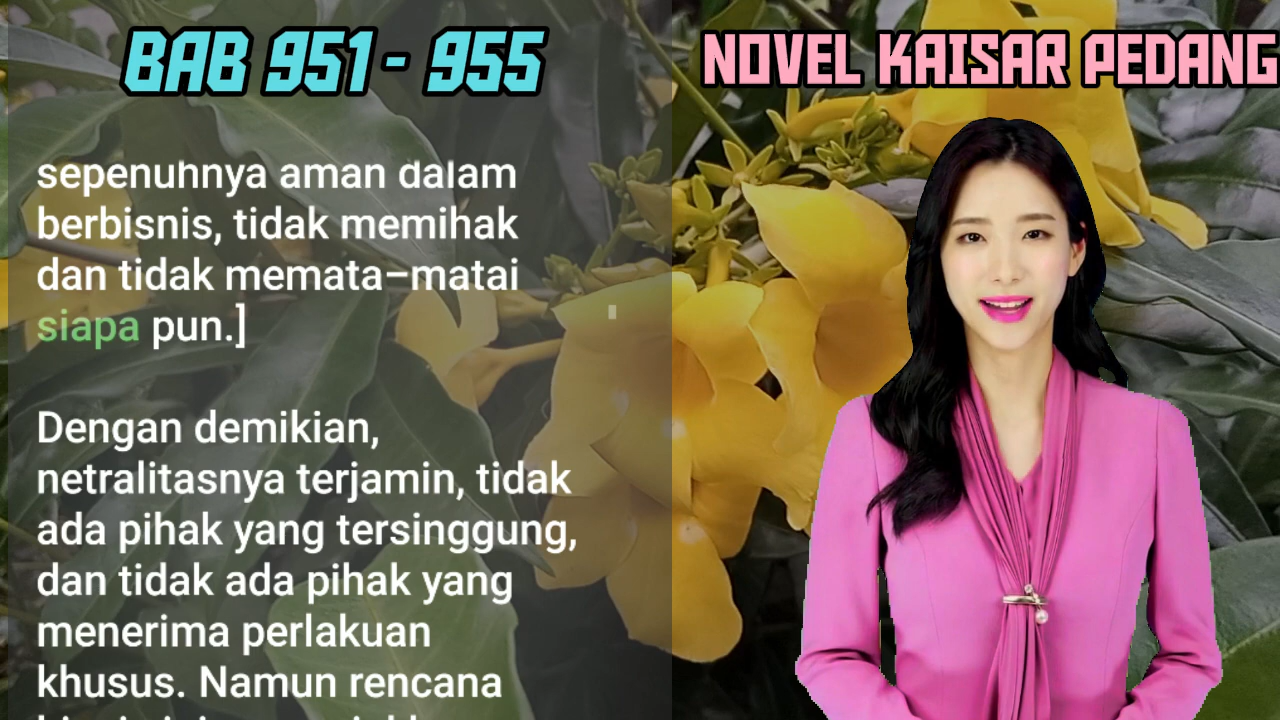 BAB 951 - 955
NOVEL KAISAR PEDANG
sepenuhnya aman dalam
berbisnis, tidak memihak
dan tidak memata–matai
siapa pun.]
Dengan demikian,
netralitasnya terjamin, tidak
ada pihak yang tersinggung,
dan tidak ada pihak yang
menerima perlakuan
khusus. Namun rencana